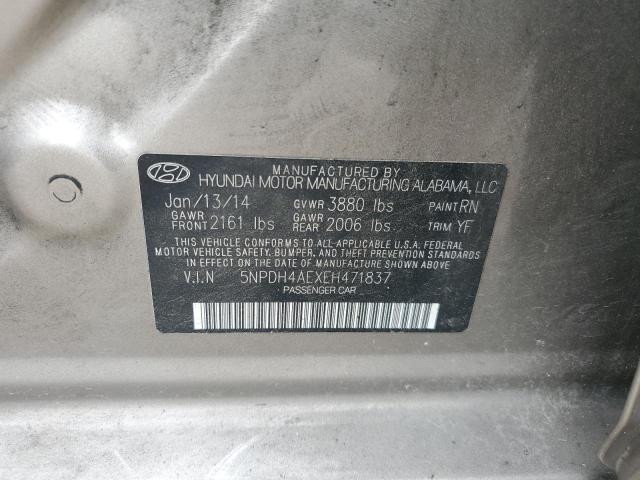 MANUFACTURED BY
HYUNDAI MOTOR MANUFACTURING ALABAMA, LLC
Jan/13/14 GVWR 3880 lbs PAINT RN
GAWR FRONT 2161 lbs GAWR REAR 2006 lbs TRIM YF
THIS VEHICLE CONFORMS TO ALL APPLICABLE U.S.A. FEDERAL
MOTOR VEHICLE SAFETY, BUMPER, AND THEFT PREVENTION STANDARDS
IN EFFECT ON THE DATE OF MANUFACTURE SHOWN ABOVE.
V.I.N 5NPDH4AEXEH471837
PASSENGER CAR